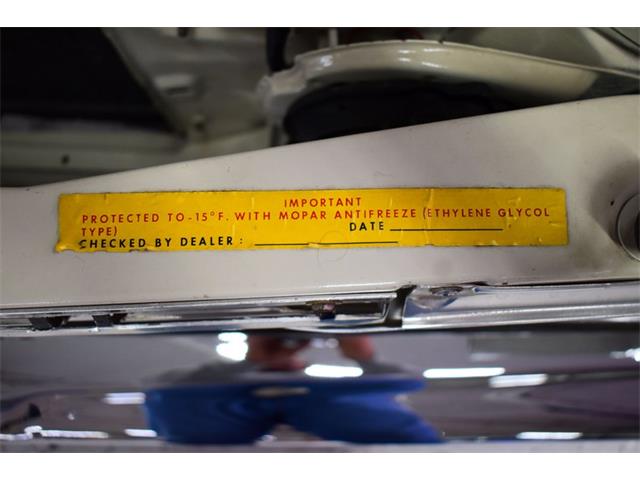 IMPORTANT
PROTECTED TO -15°F. WITH MOPAR ANTIFREEZE (ETHYLENE GLYCOL
TYPE) DATE
CHECKED BY DEALER :